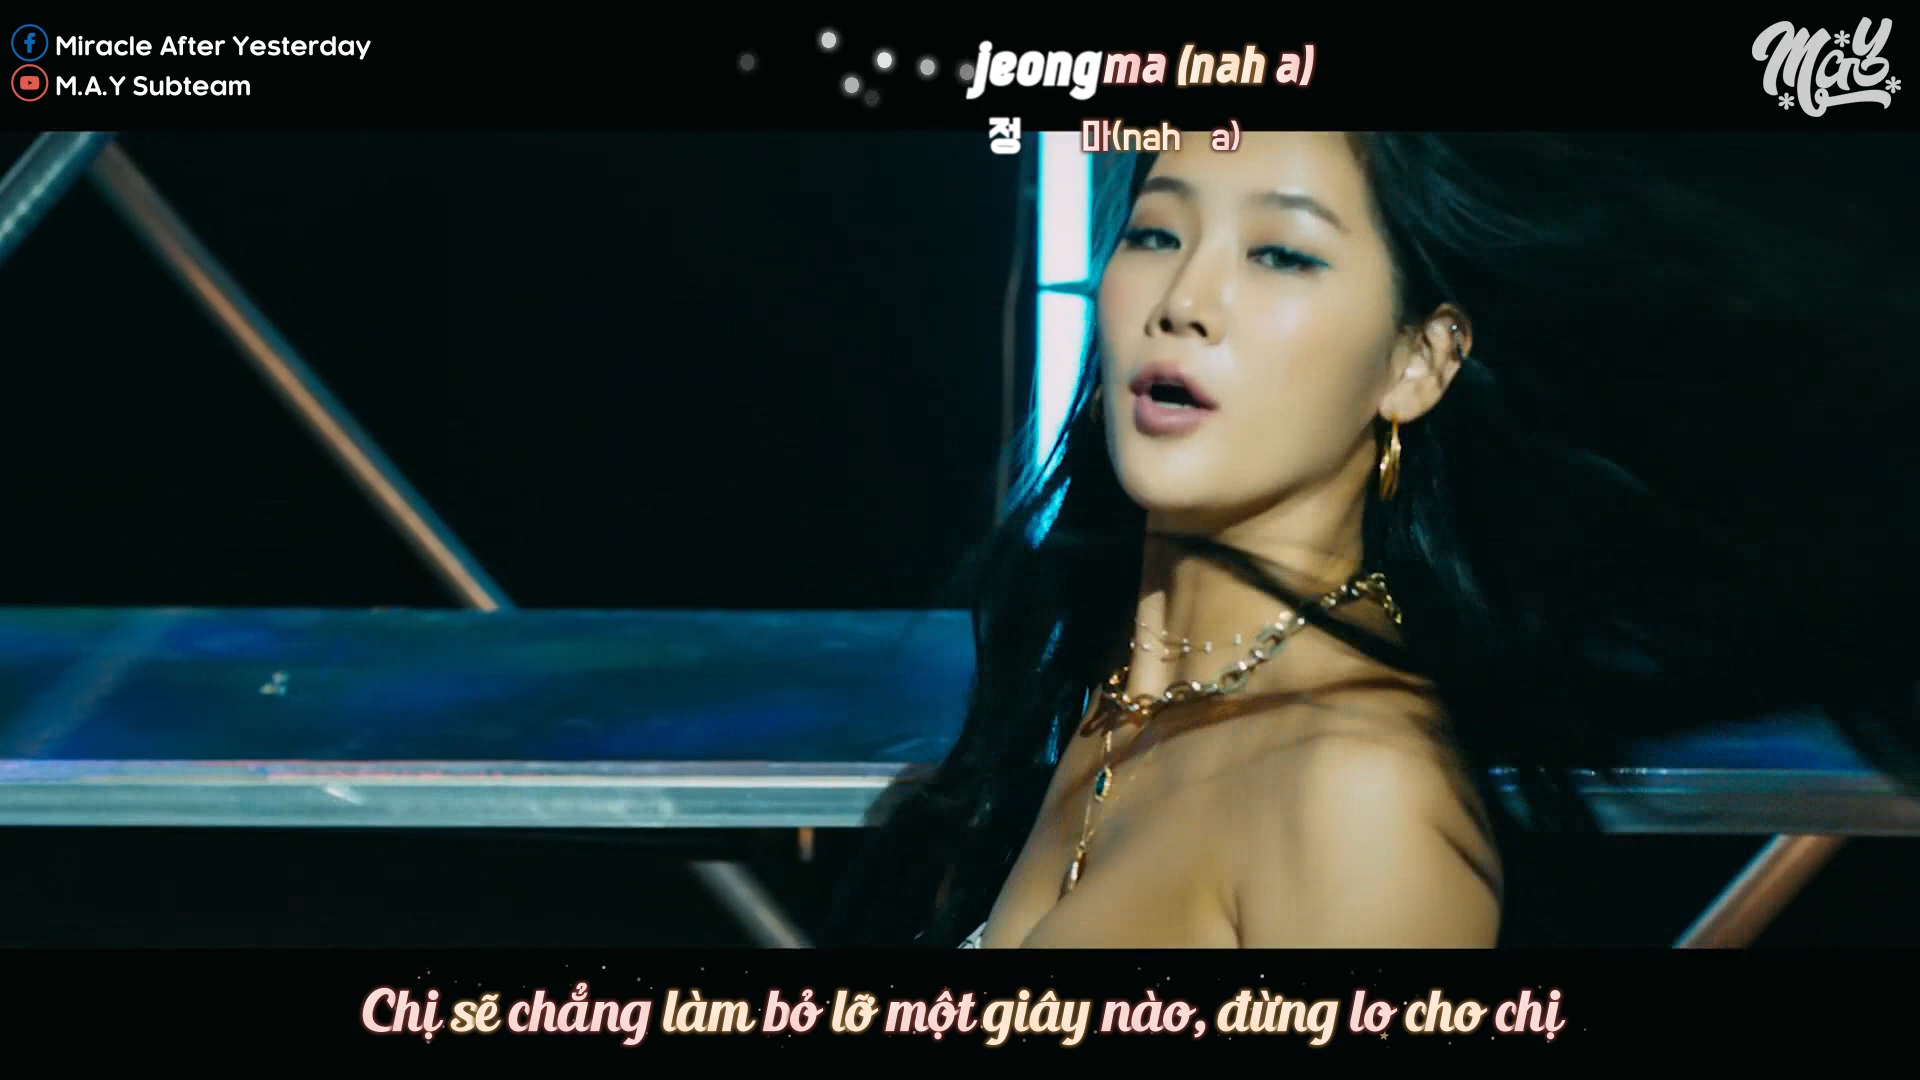 Miracle After Yesterday
M.A.Y Subteam
jeongma (nah a)
정 마(nah a)
May
Chị sẽ chẳng làm bỏ lỡ một giây nào, đừng lo cho chị